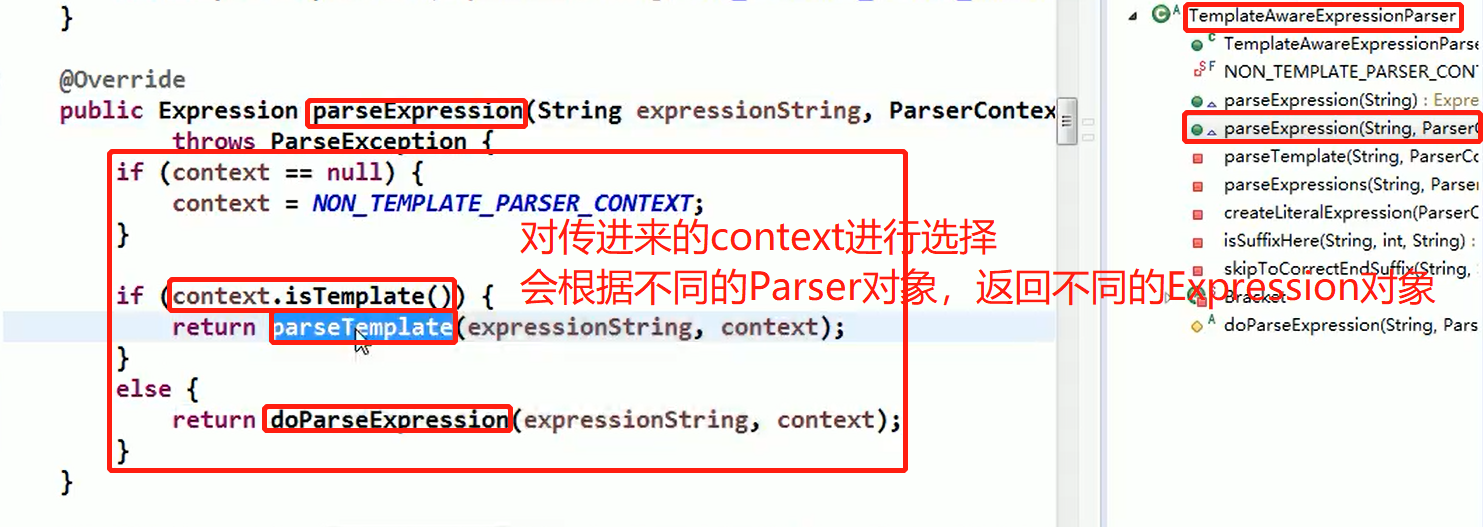 }
@Override
public Expression parseExpression(String expressionString, ParserContex
throws ParseException {
if (context == null) {
context = NON_TEMPLATE_PARSER_CONTEXT;
}
对传进来的context进行选择
会根据不同的Parser对象，返回不同的Expression对象
if (context.isTemplate()) {
return parseTemplate(expressionString, context);
}
else {
return doParseExpression(expressionString, context);
}
}
TemplateAwareExpressionParser
TemplateAwareExpressionParse
NON_TEMPLATE_PARSER_CON
parseExpression(String) : Expre
parseExpression(String, ParserC
parseTemplate(String, ParserCo
parseExpressions(String, Parser
createLiteralExpression(ParserC
isSuffixHere(String, int, String) :
skipToCorrectEndSuffix(String,
Bracket
doParseExpression(String, Pars